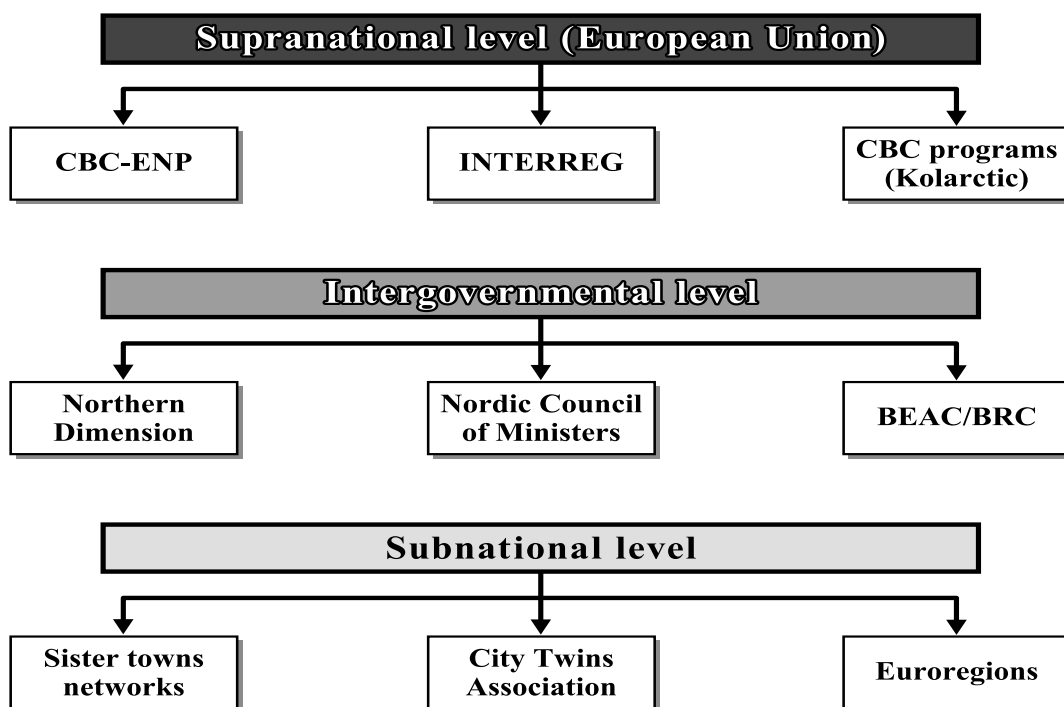 Supranational level (European Union)
CBC-ENP
INTERREG
CBC programs
(Kolarctic)
Intergovernmental level
Northern
Dimension
Nordic Council
of Ministers
BEAC/BRC
Subnational level
Sister towns
networks
City Twins
Association
Euroregions